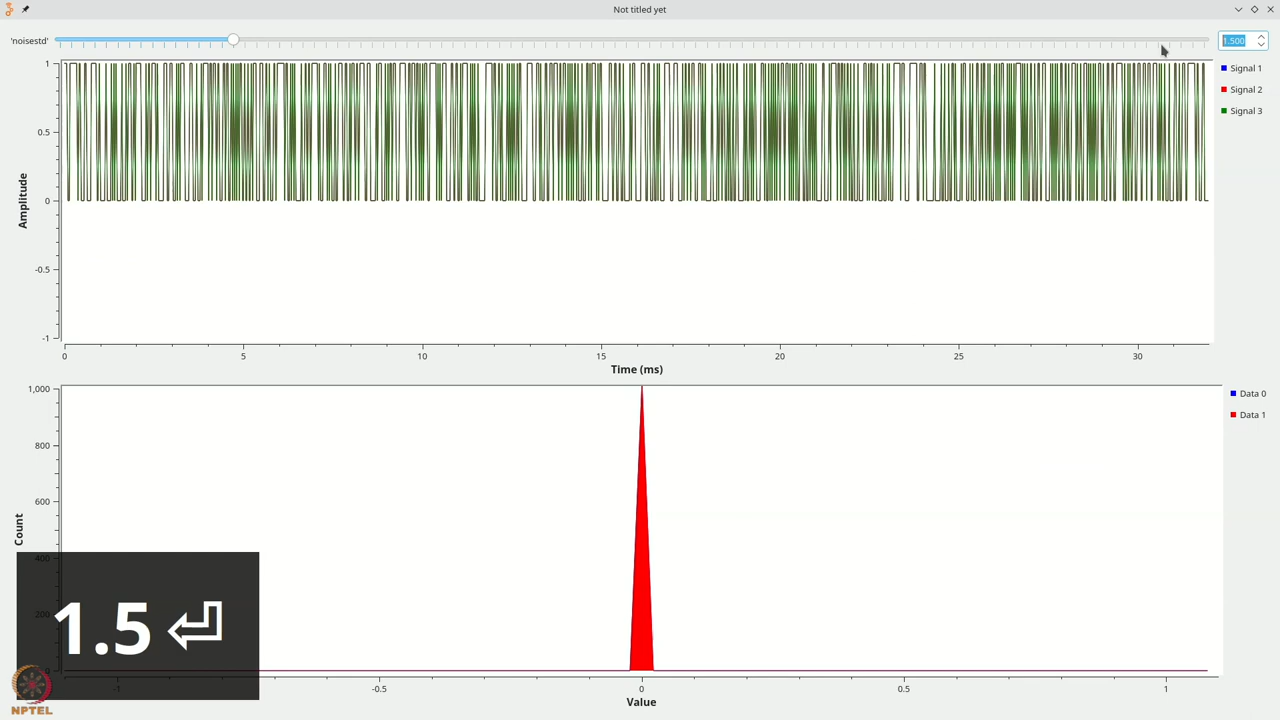 Not titled yet
'noisestd'
1.500
1
0.5
0
-0.5
-1
Amplitude
0 5 10 15 20 25 30
Time (ms)
Signal 1
Signal 2
Signal 3
1,000
800
600
400
200
0
Count
-1 -0.5 0 0.5 1
Value
Data 0
Data 1
1.5 ⏎
NPTEL